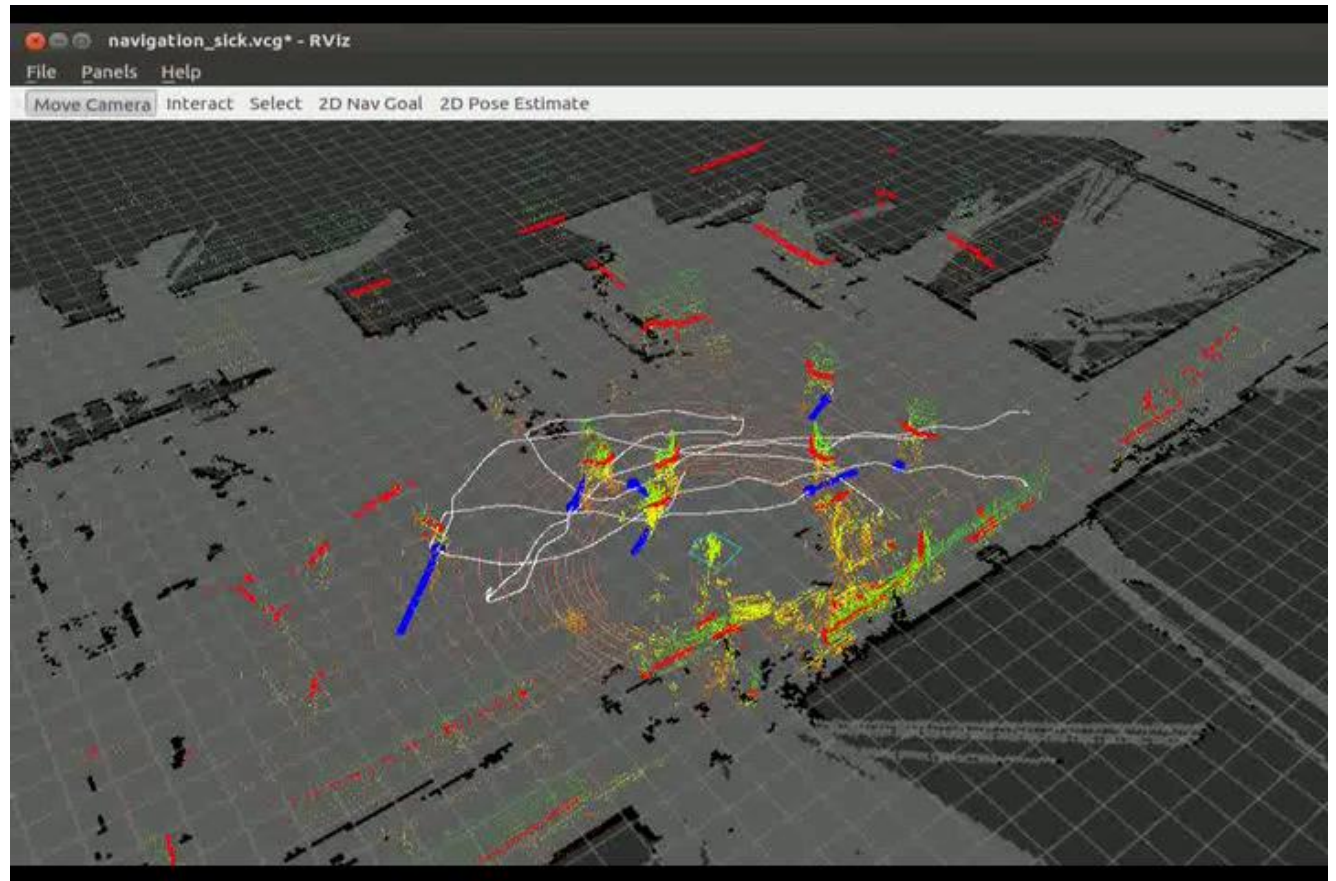 navigation_sick.vcg* - RViz
File Panels Help
Move Camera Interact Select 2D Nav Goal 2D Pose Estimate